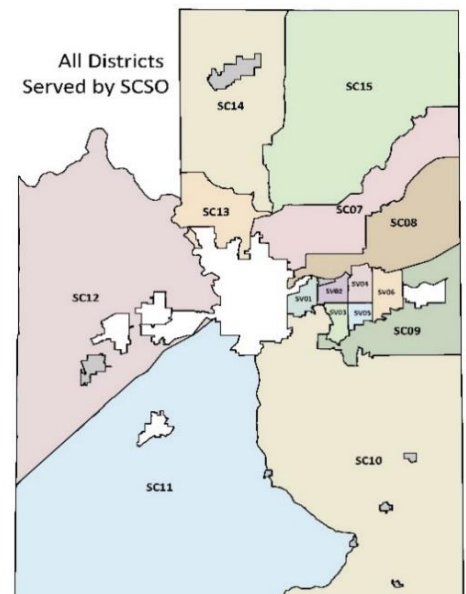 All Districts
Served by SCSO
SC14
SC15
SC13
SC07
SC08
SC12
SV01
SV02
SV04
SV06
SV03
SV05
SC09
SC10
SC11